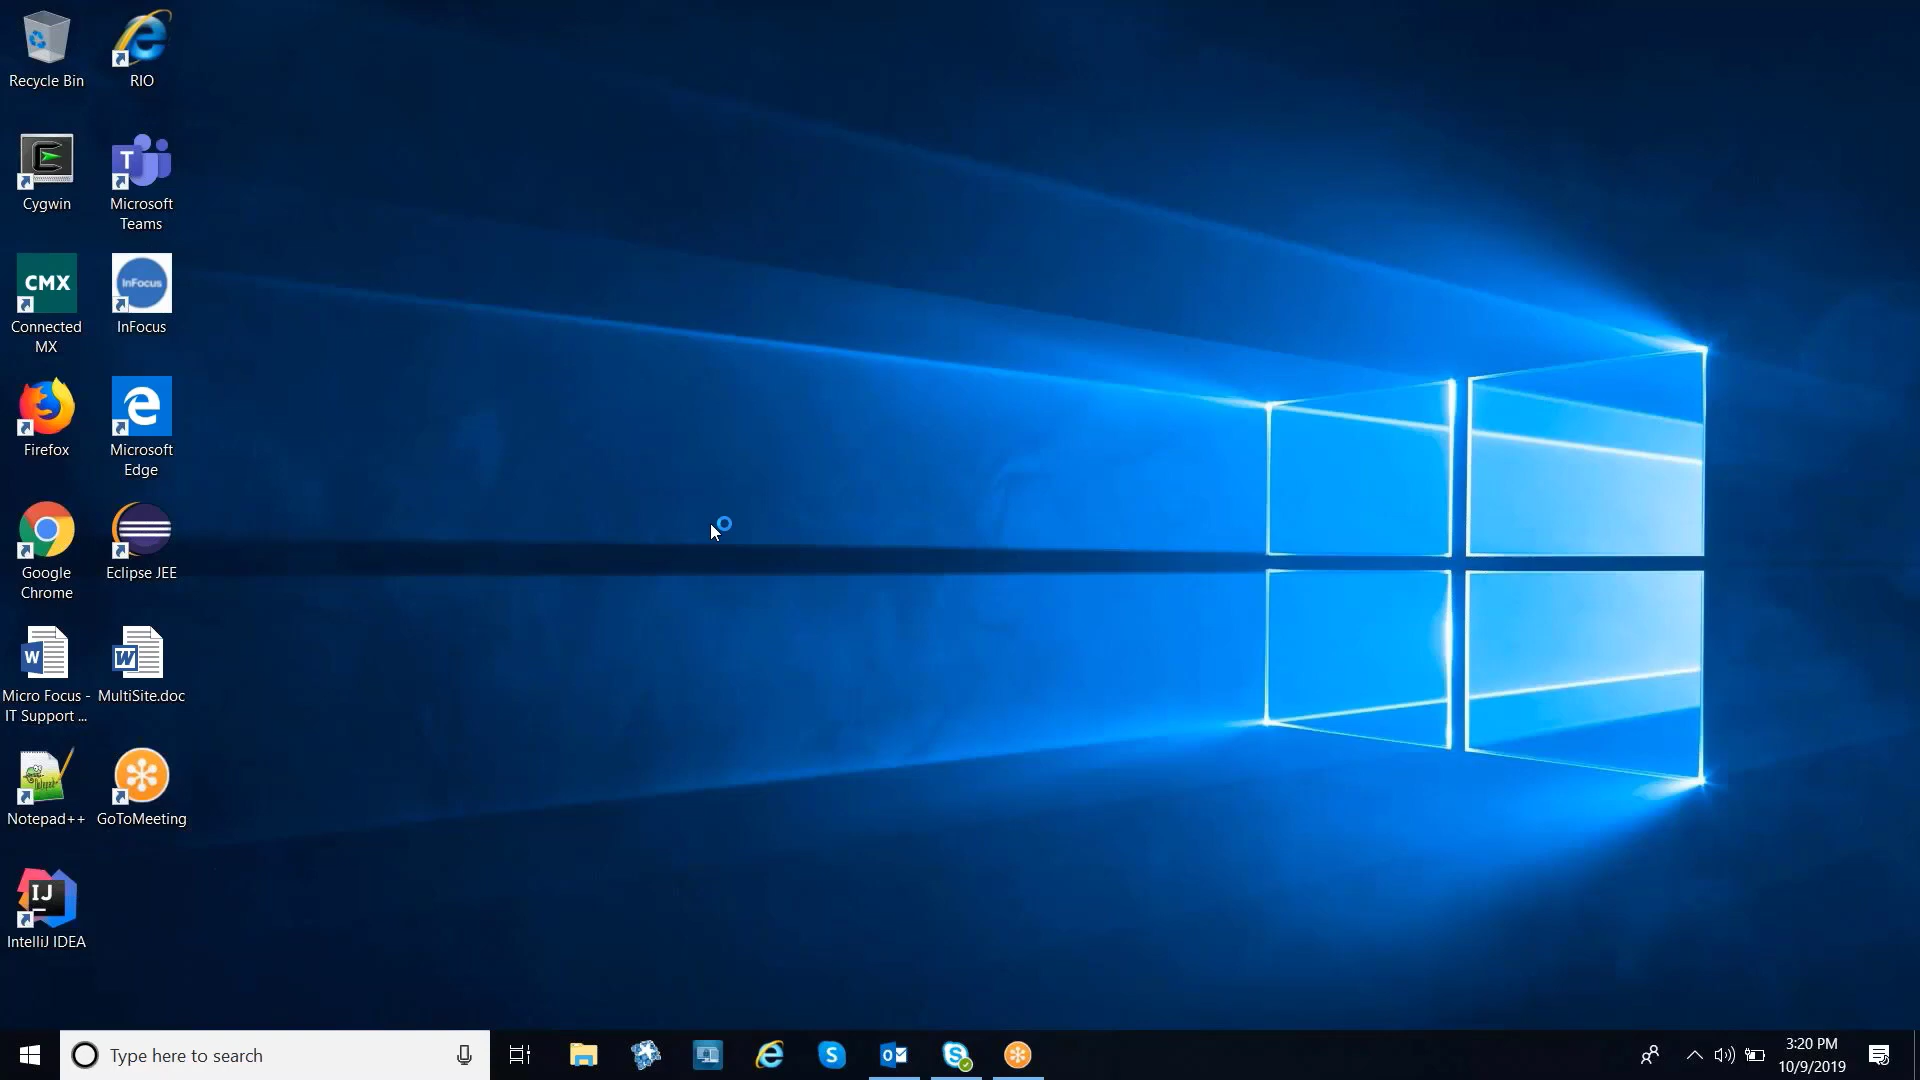 Recycle Bin
RIO
Cygwin
Microsoft
Teams
CMX
Connected
MX
InFocus
InFocus
Firefox
Microsoft
Edge
Google
Chrome
Eclipse JEE
Micro Focus -
IT Support ...
MultiSite.doc
Notepad++
GoToMeeting
IJ
IntelliJ IDEA
Type here to search
3:20 PM
10/9/2019